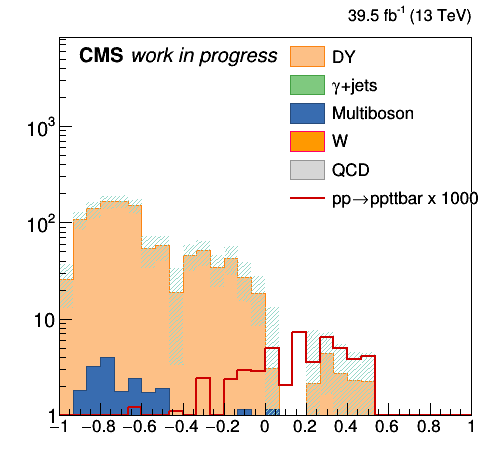 39.5 fb⁻¹ (13 TeV)
CMS work in progress
DY
γ+jets
Multiboson
W
QCD
pp→ppttbar x 1000
10³
10²
10
1
−1 −0.8 −0.6 −0.4 −0.2 0 0.2 0.4 0.6 0.8 1